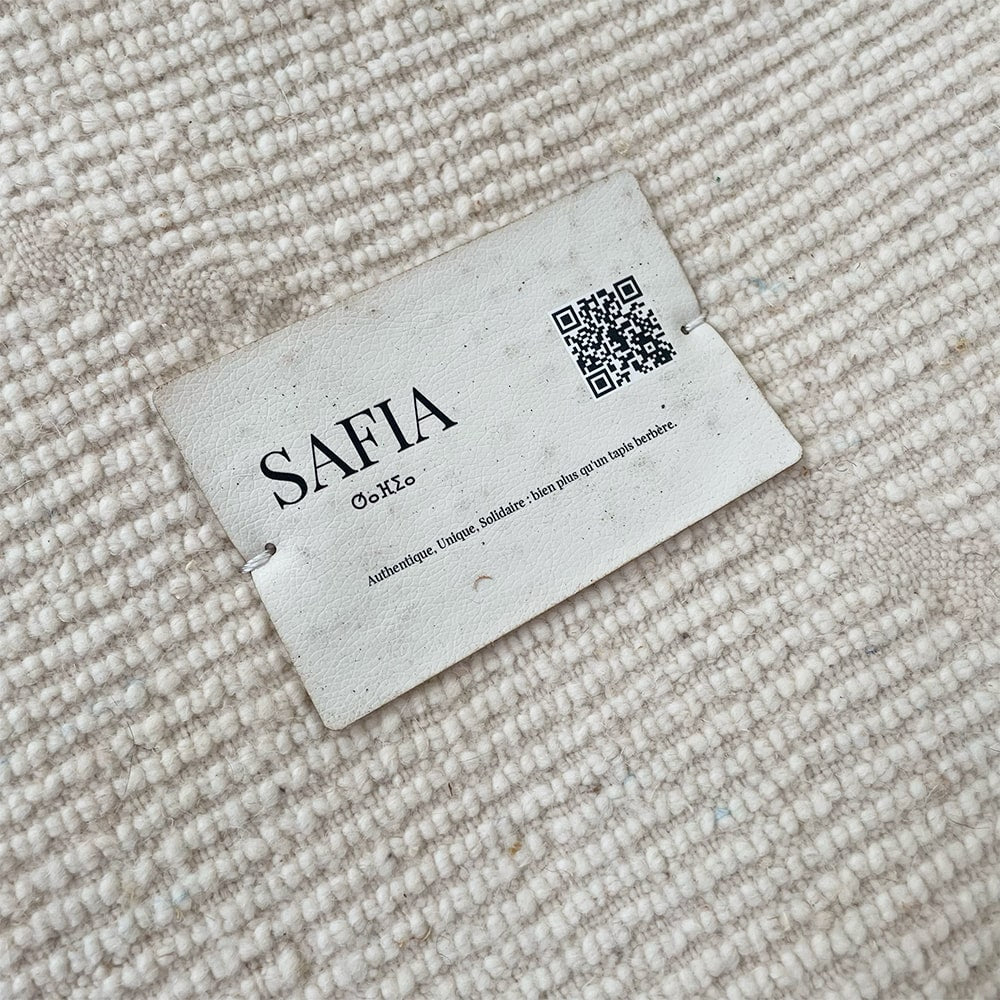 SAFIA
ⵚⴰⴼⵉⴰ
Authentique, Unique, Solidaire : bien plus qu'un tapis berbère.